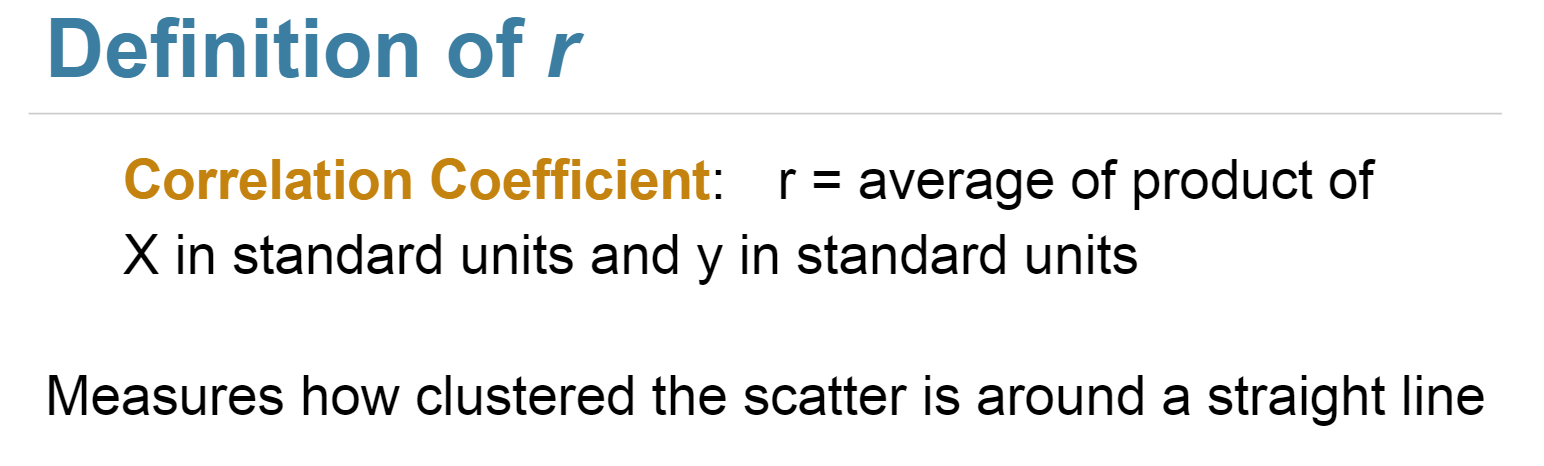 Definition of r
Correlation Coefficient: r = average of product of
X in standard units and y in standard units
Measures how clustered the scatter is around a straight line